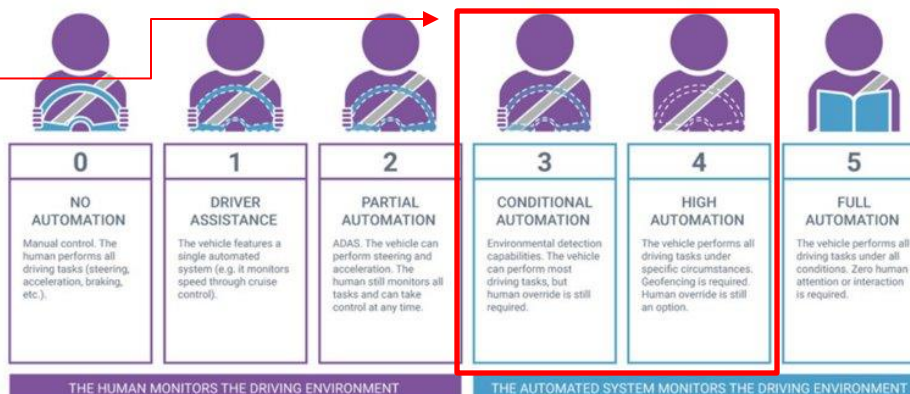 0
NO
AUTOMATION
Manual control. The
human performs all
driving tasks (steering,
acceleration, braking,
etc.).
1
DRIVER
ASSISTANCE
The vehicle features a
single automated
system (e.g. it monitors
speed through cruise
control).
2
PARTIAL
AUTOMATION
ADAS. The vehicle can
perform steering and
acceleration. The
human still monitors all
tasks and can take
control at any time.
3
CONDITIONAL
AUTOMATION
Environmental detection
capabilities. The vehicle
can perform most
driving tasks, but
human override is still
required.
4
HIGH
AUTOMATION
The vehicle performs all
driving tasks under
specific circumstances.
Geofencing is required.
Human override is still
an option.
5
FULL
AUTOMATION
The vehicle performs all
driving tasks under all
conditions. Zero human
attention or interaction
is required.
THE HUMAN MONITORS THE DRIVING ENVIRONMENT
THE AUTOMATED SYSTEM MONITORS THE DRIVING ENVIRONMENT